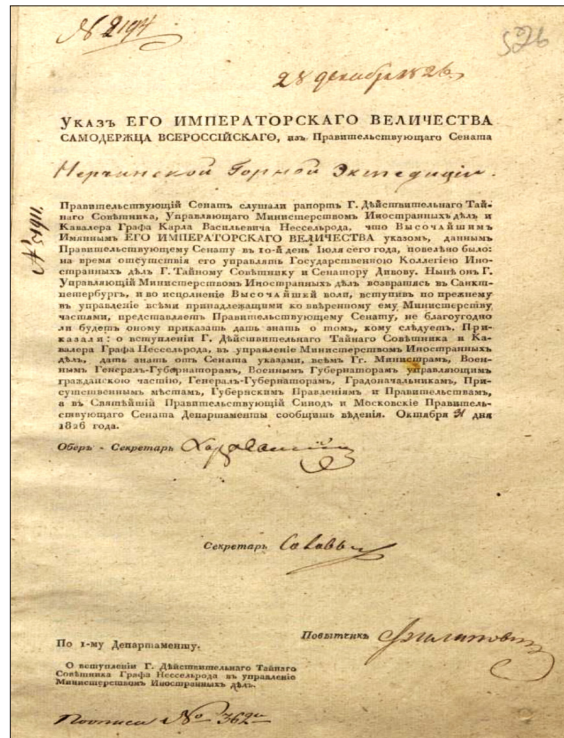 № 2194
526
28 декабря 1826
УКАЗЪ ЕГО ИМПЕРАТОРСКАГО ВЕЛИЧЕСТВА
САМОДЕРЖЦА ВСЕРОССІЙСКАГО, изъ Правительствующаго Сената
Нерчинской Горной Экспедиціи.
Правительствующій Сенатъ слушали рапортъ Г. Дѣйствительнаго Тай-
наго Совѣтника, Управляющаго Министерствомъ Иностранныхъ дѣлъ и
Кавалера Графа Карла Васильевича Нессельрода, что Высочайшимъ
Имяннымъ ЕГО ИМПЕРАТОРСКАГО ВЕЛИЧЕСТВА указомъ, даннымъ
Правительствующему Сенату въ 10-й день Іюля сего года, повелѣно было:
на время отсутствія его управлять Государственною Коллегіею Ино-
странныхъ дѣлъ Г. Тайному Совѣтнику и Сенатору Дивову. Нынѣ онъ Г.
Управляющій Министерствомъ Иностранныхъ дѣлъ возвратясь въ Санкт-
петербургъ, и во исполненіе Высочайшей воли, вступивъ по прежнему
въ управленіе всѣми принадлежащими ко ввѣренному ему Министерству
частями, представляетъ Правительствующему Сенату, не благоугодно
ли будетъ оному приказать дать знать о томъ, кому слѣдуетъ. При-
казали: о вступленіи Г. Дѣйствительнаго Тайнаго Совѣтника и Ка-
валера Графа Нессельрода, въ управленіе Министерствомъ Иностранныхъ
дѣлъ, дать знать отъ Сената указами, всѣмъ Гг. Министрамъ, Воен-
нымъ Генералъ-Губернаторамъ, Военнымъ Губернаторамъ управляющимъ
гражданскою частію, Генералъ-Губернаторамъ, Градоначальникамъ, При-
сутственнымъ мѣстамъ, Губернскимъ Правленіямъ и Правительствамъ,
а въ Святѣйшій Правительствующій Синодъ и Московскіе Правитель-
ствующаго Сената Департаменты сообщить вѣденія. Октября 31 дня
1826 года.
Оберъ-Секретарь
Секретарь
Повытчикъ
По 1-му Департаменту.
О вступленіи Г. Дѣйствительнаго Тайнаго
Совѣтника Графа Нессельрода въ управленіе
Министерствомъ Иностранныхъ дѣлъ.
№ 362